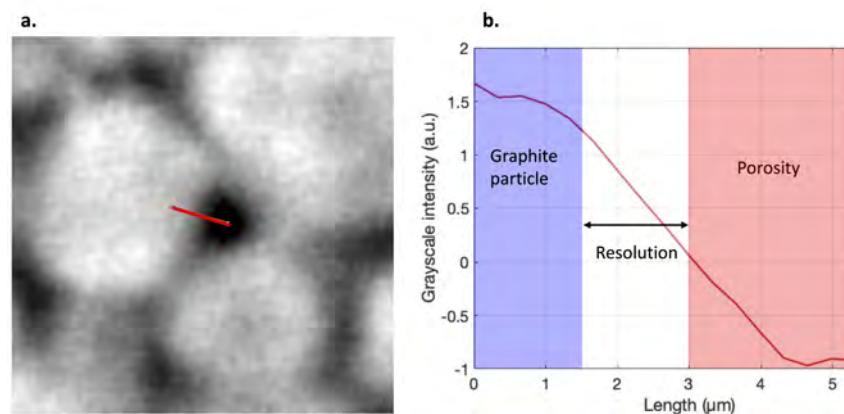 a.
b.
2
1.5
1
0.5
0
-0.5
-1
Grayscale intensity (a.u.)
Graphite
particle
Porosity
Resolution
0 1 2 3 4 5
Length (μm)